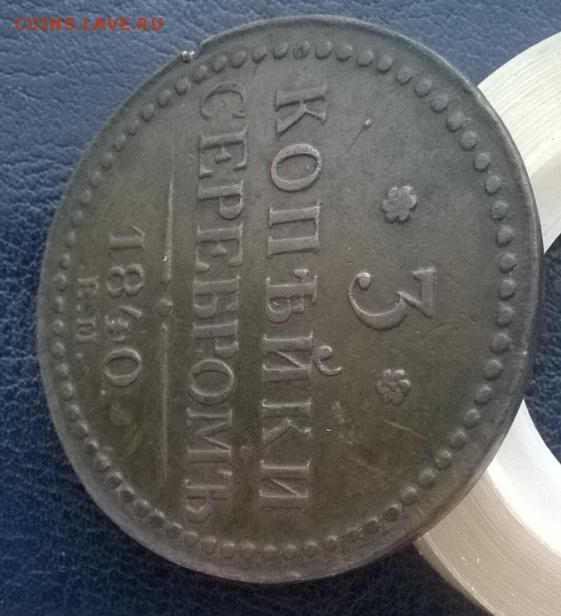 COINS.LAVE.RU
* 3 *
КОПѢЙКИ
СЕРЕБРОМЪ
1840.
Е.М.